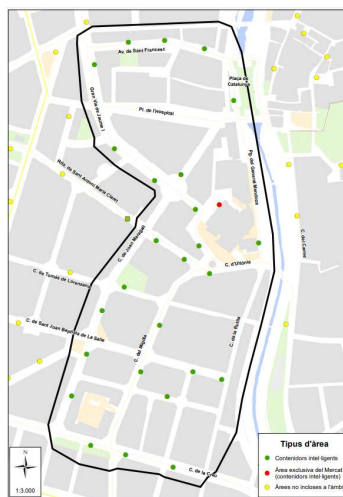 Av. de Sant Francesc
Plaça de
Catalunya
Gran Via de Jaume I
Pl. de l'Hospital
Pg. del General Mendoza
Rda. de Sant Antoni Maria Claret
C. del Carme
C. de Joan Maragall
C. d'Ultònia
C. de Tomàs de Lorenzana
C. de la Rutlla
C. de Sant Joan Baptista de La Salle
C. del Migdia
C. de la Creu
N
1:3.000
Tipus d'àrea
Contenidors intel·ligents
Àrea exclusiva del Mercat
(contenidors intel·ligents)
Àrees no incloses a l'àmbit